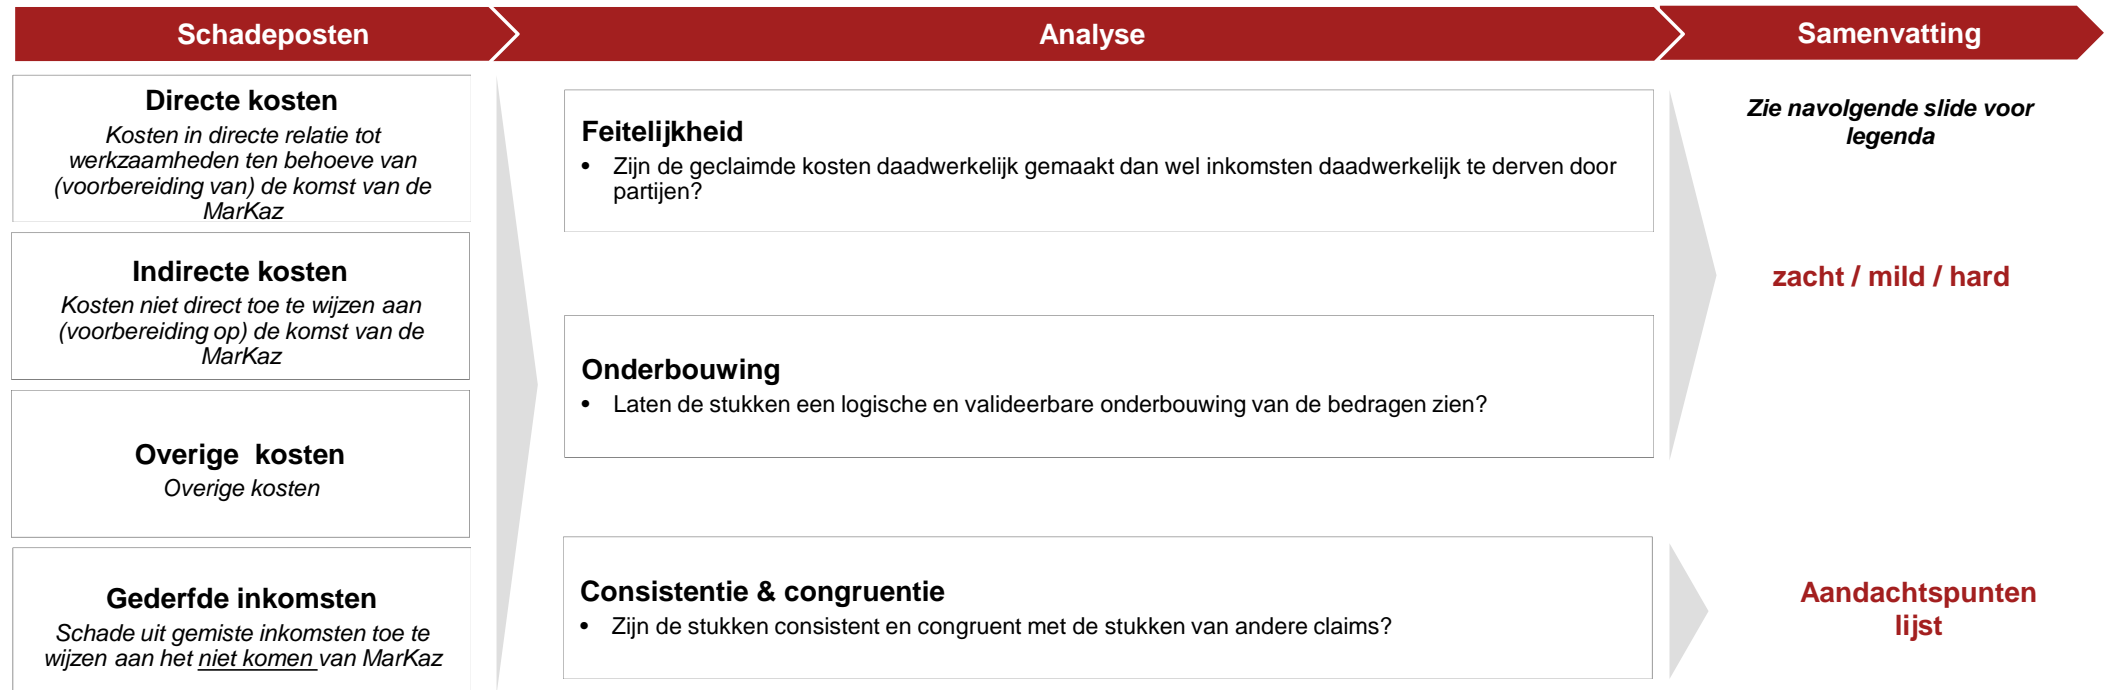 Schadeposten
Analyse
Samenvatting
Directe kosten
Kosten in directe relatie tot
werkzaamheden ten behoeve van
(voorbereiding van) de komst van de
MarKaz
Indirecte kosten
Kosten niet direct toe te wijzen aan
(voorbereiding op) de komst van de
MarKaz
Overige kosten
Overige kosten
Gederfde inkomsten
Schade uit gemiste inkomsten toe te
wijzen aan het niet komen van MarKaz
Feitelijkheid
• Zijn de geclaimde kosten daadwerkelijk gemaakt dan wel inkomsten daadwerkelijk te derven door
partijen?
Onderbouwing
• Laten de stukken een logische en valideerbare onderbouwing van de bedragen zien?
Consistentie & congruentie
• Zijn de stukken consistent en congruent met de stukken van andere claims?
Zie navolgende slide voor
legenda
zacht / mild / hard
Aandachtspunten
lijst